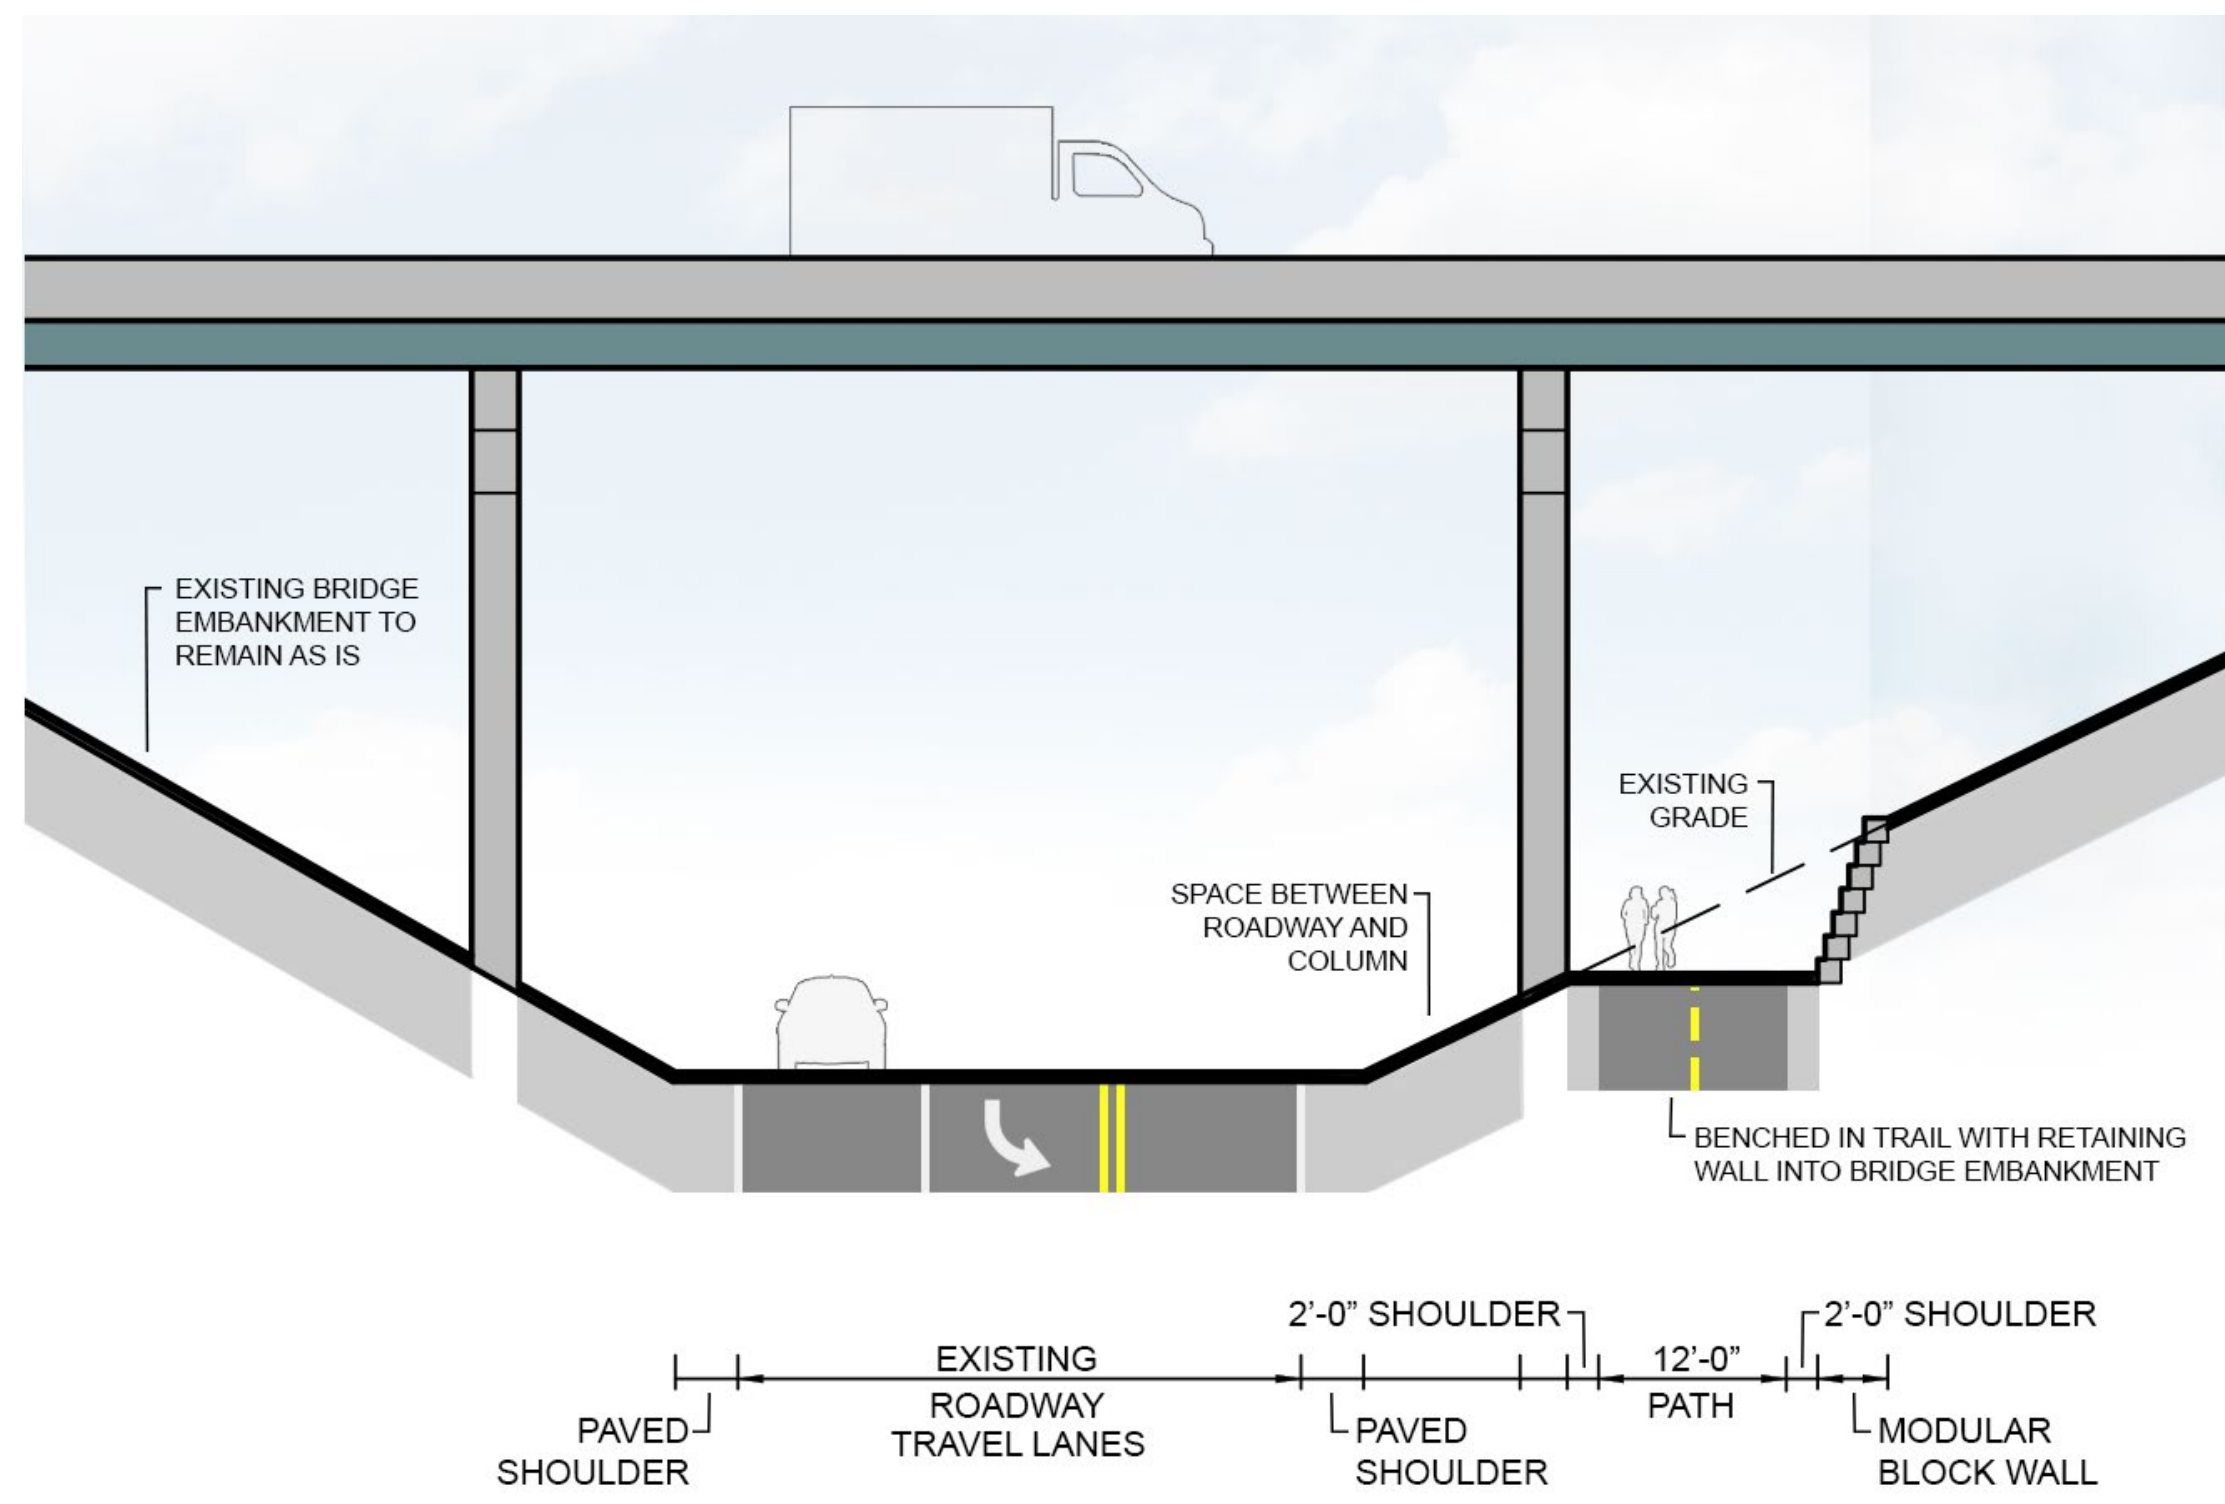 EXISTING BRIDGE
EMBANKMENT TO
REMAIN AS IS
EXISTING
GRADE
SPACE BETWEEN
ROADWAY AND
COLUMN
BENCHED IN TRAIL WITH RETAINING
WALL INTO BRIDGE EMBANKMENT
2’-0” SHOULDER
2’-0” SHOULDER
EXISTING
ROADWAY
TRAVEL LANES
12’-0”
PATH
PAVED
SHOULDER
PAVED
SHOULDER
MODULAR
BLOCK WALL